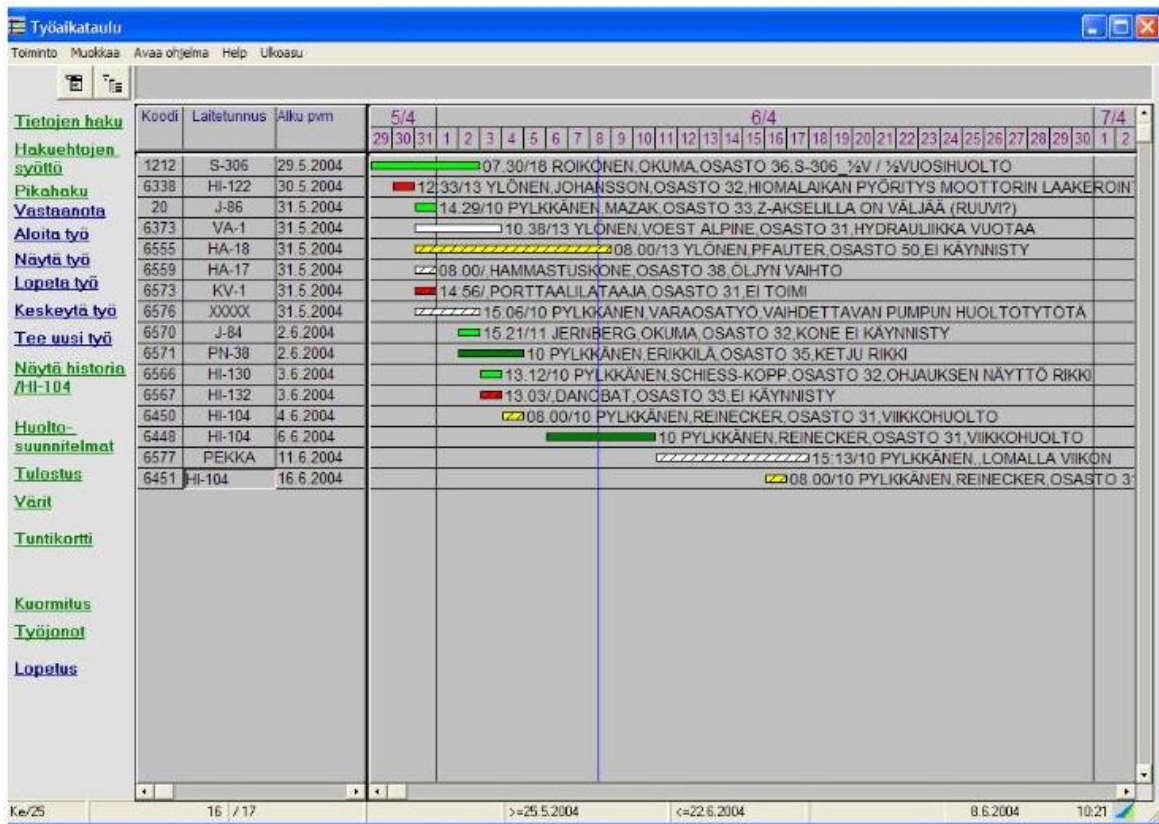 Työaikataulu
Toiminto Muokkaa Avaa ohjelma Help Ulkoasu
Tietojen haku
Hakuehtojen
syöttö
Pikahaku
Vastaanota
Aloita työ
Näytä työ
Lopeta työ
Keskeytä työ
Tee uusi työ
Näytä historia
/HI-104
Huolto-
suunnitelmat
Tulostus
Värit
Tuntikortti
Kuormitus
Työjonot
Lopetus
Koodi Laitetunnus Alku pvm 5/4 6/4 7/4
29 30 31 1 2 3 4 5 6 7 8 9 10 11 12 13 14 15 16 17 18 19 20 21 22 23 24 25 26 27 28 29 30 1 2
1212 S-306 29.5.2004 07.30/18 ROIKONEN,OKUMA,OSASTO 36,S-306_½V / ½VUOSIHUOLTO
6338 HI-122 30.5.2004 12:33/13 YLÖNEN,JOHANSSON,OSASTO 32,HIOMALAIKAN PYÖRITYS MOOTTORIN LAAKEROINT
20 J-86 31.5.2004 14.29/10 PYLKKÄNEN,MAZAK,OSASTO 33,Z-AKSELILLA ON VÄLJÄÄ (RUUVI?)
6373 VA-1 31.5.2004 10.38/13 YLÖNEN,VOEST ALPINE,OSASTO 31,HYDRAULIIKKA VUOTAA
6555 HA-18 31.5.2004 08.00/13 YLÖNEN,PFAUTER,OSASTO 50,EI KÄYNNISTY
6559 HA-17 31.5.2004 08.00/,HAMMASTUSKONE,OSASTO 38,ÖLJYN VAIHTO
6573 KV-1 31.5.2004 14:56/,PORTTAALILATAAJA,OSASTO 31,EI TOIMI
6576 XXXXX 31.5.2004 15.06/10 PYLKKÄNEN,VARAOSATYÖ,VAIHDETTAVAN PUMPUN HUOLTOTYTÖTÄ
6570 J-84 2.6.2004 15.21/11 JERNBERG,OKUMA,OSASTO 32,KONE EI KÄYNNISTY
6571 PN-38 2.6.2004 10 PYLKKÄNEN,ERIKKILÄ,OSASTO 35,KETJU RIKKI
6566 HI-130 3.6.2004 13.12/10 PYLKKÄNEN,SCHIESS-KOPP,OSASTO 32,OHJAUKSEN NÄYTTÖ RIKKI
6567 HI-132 3.6.2004 13.03/,DANOBAT,OSASTO 33,EI KÄYNNISTY
6450 HI-104 4.6.2004 08.00/10 PYLKKÄNEN,REINECKER,OSASTO 31,VIIKKOHUOLTO
6448 HI-104 6.6.2004 10 PYLKKÄNEN,REINECKER,OSASTO 31,VIIKKOHUOLTO
6577 PEKKA 11.6.2004 15:13/10 PYLKKÄNEN,,LOMALLA VIIKON
6451 HI-104 16.6.2004 08.00/10 PYLKKÄNEN,REINECKER,OSASTO 31
Ke/25 16 / 17 >=25.5.2004 <=22.6.2004 8.6.2004 10:21